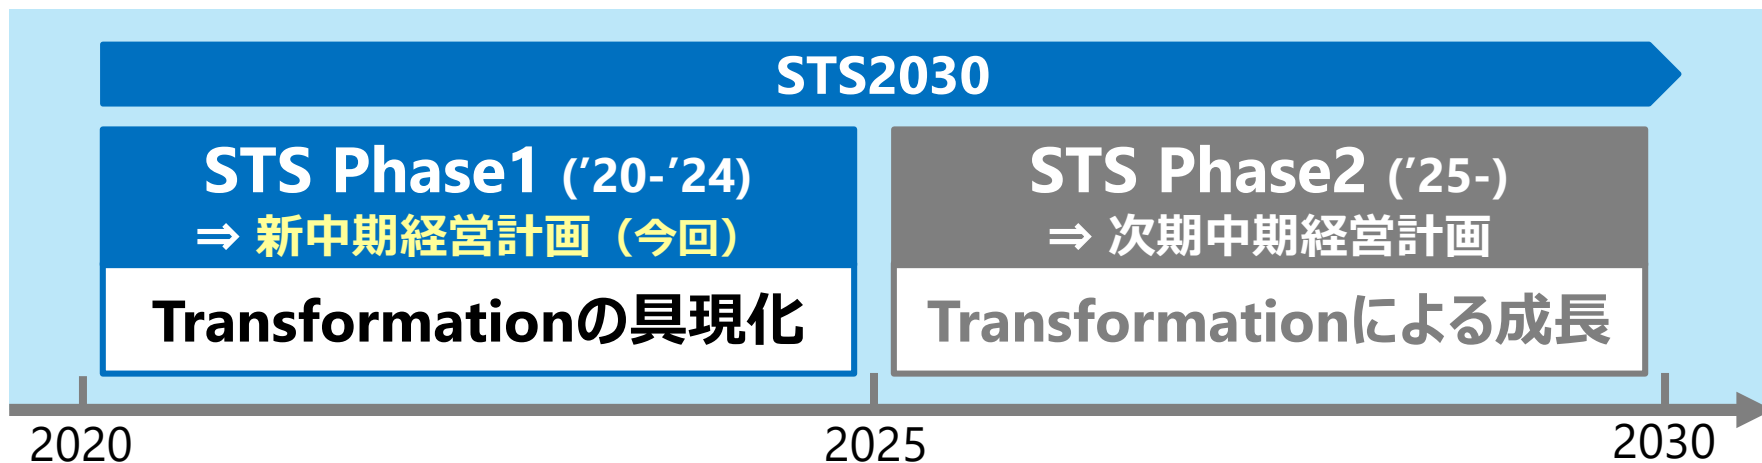 STS2030
STS Phase1 (’20-’24)
⇒ 新中期経営計画（今回）
Transformationの具現化
STS Phase2 (’25-)
⇒ 次期中期経営計画
Transformationによる成長
2020
2025
2030